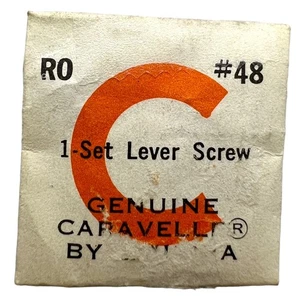 RO #48
C
1-Set Lever Screw
GENUINE
CARAVELLE®
BY